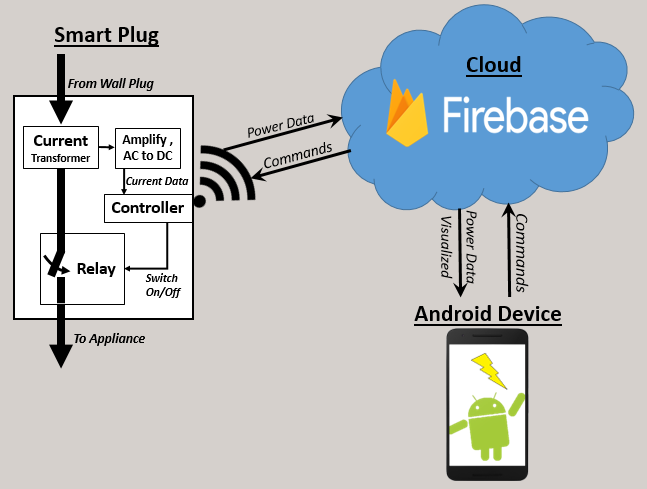 Smart Plug
From Wall Plug
Current
Transformer
Amplify,
AC to DC
Current Data
Controller
Relay
Switch
On/Off
To Appliance
Power Data
Commands
Cloud
Firebase
Power Data
Visualized
Commands
Android Device